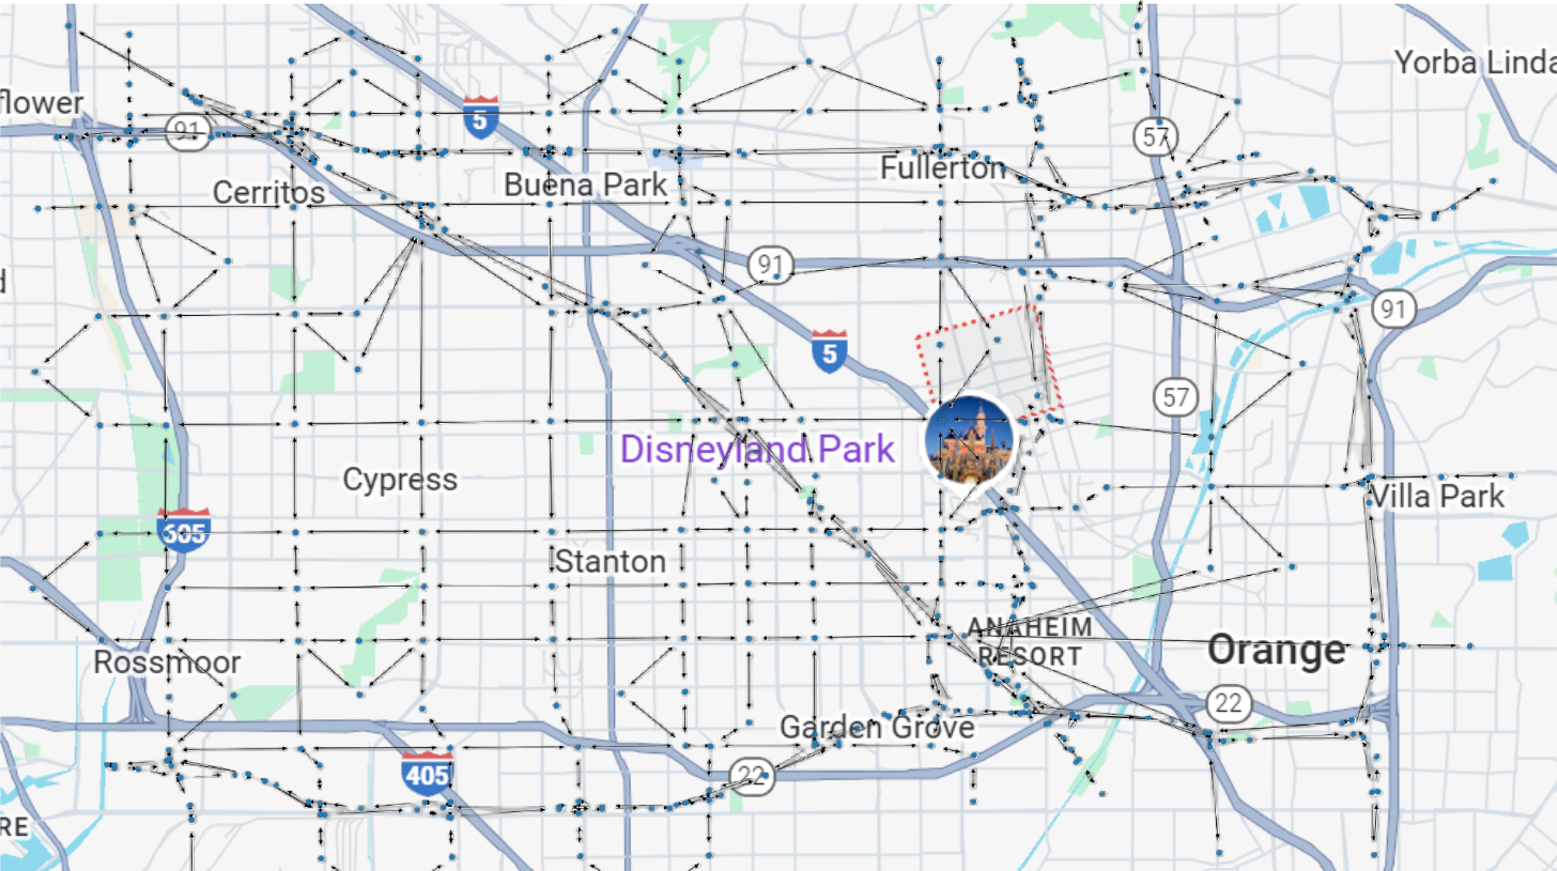 Yorba Linda
flower
5
91
57
Fullerton
Buena Park
Cerritos
91
91
5
57
Disneyland Park
Cypress
Villa Park
605
Stanton
ANAHEIM
RESORT
Orange
Rossmoor
22
Garden Grove
405
22
RE